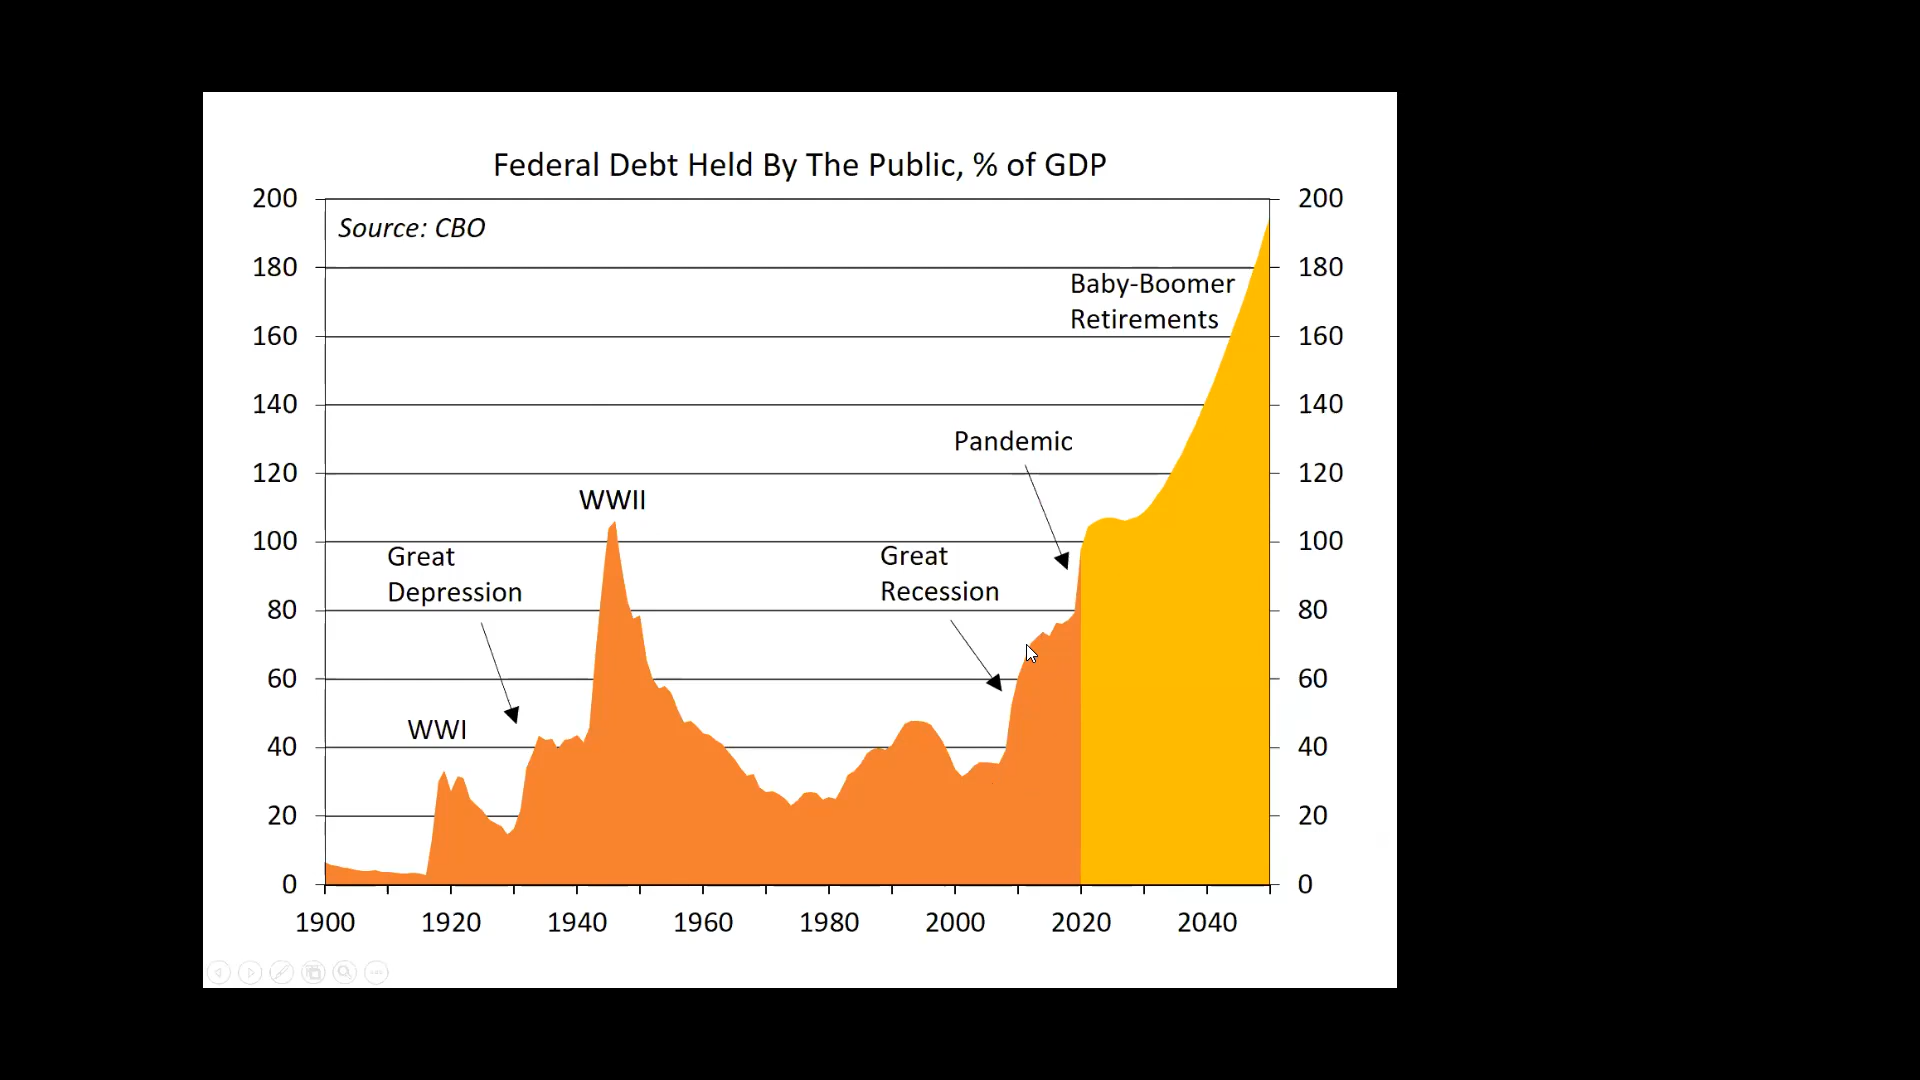 Federal Debt Held By The Public, % of GDP
200
200
Source: CBO
180
180
Baby-Boomer
Retirements
160
160
140
140
Pandemic
120
120
WWII
100
100
Great
Depression
Great
Recession
80
80
60
60
WWI
40
40
20
20
0
0
1900 1920 1940 1960 1980 2000 2020 2040